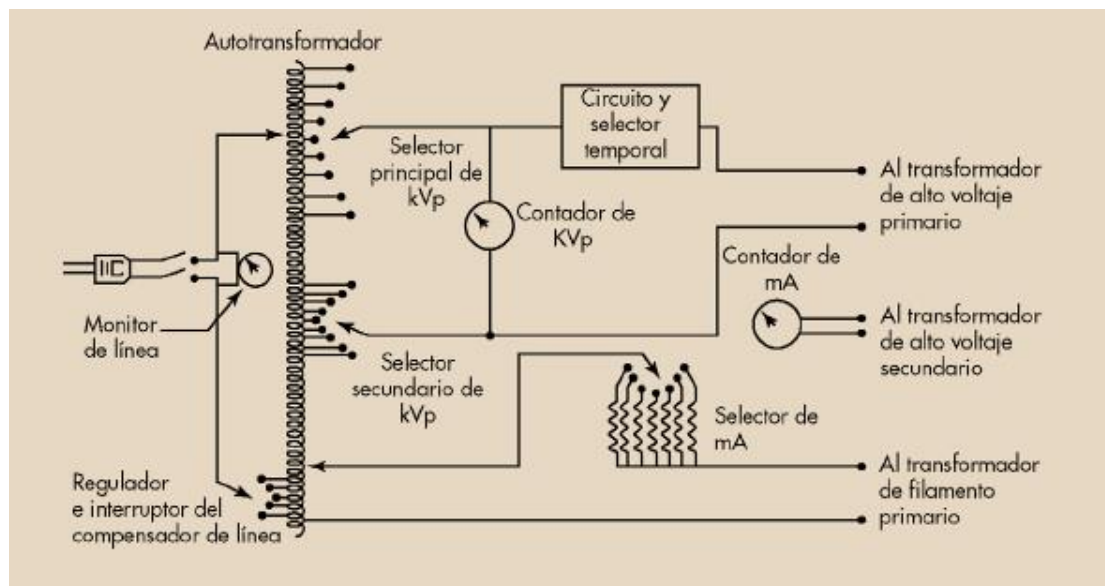 Autotransformador
Circuito y
selector
temporal
Selector
principal de
kVp
Contador de
KVp
Al transformador
de alto voltaje
primario
Contador de
mA
Monitor
de línea
Al transformador
de alto voltaje
secundario
Selector
secundario de
kVp
Selector de
mA
Regulador
e interruptor del
compensador de línea
Al transformador
de filamento
primario